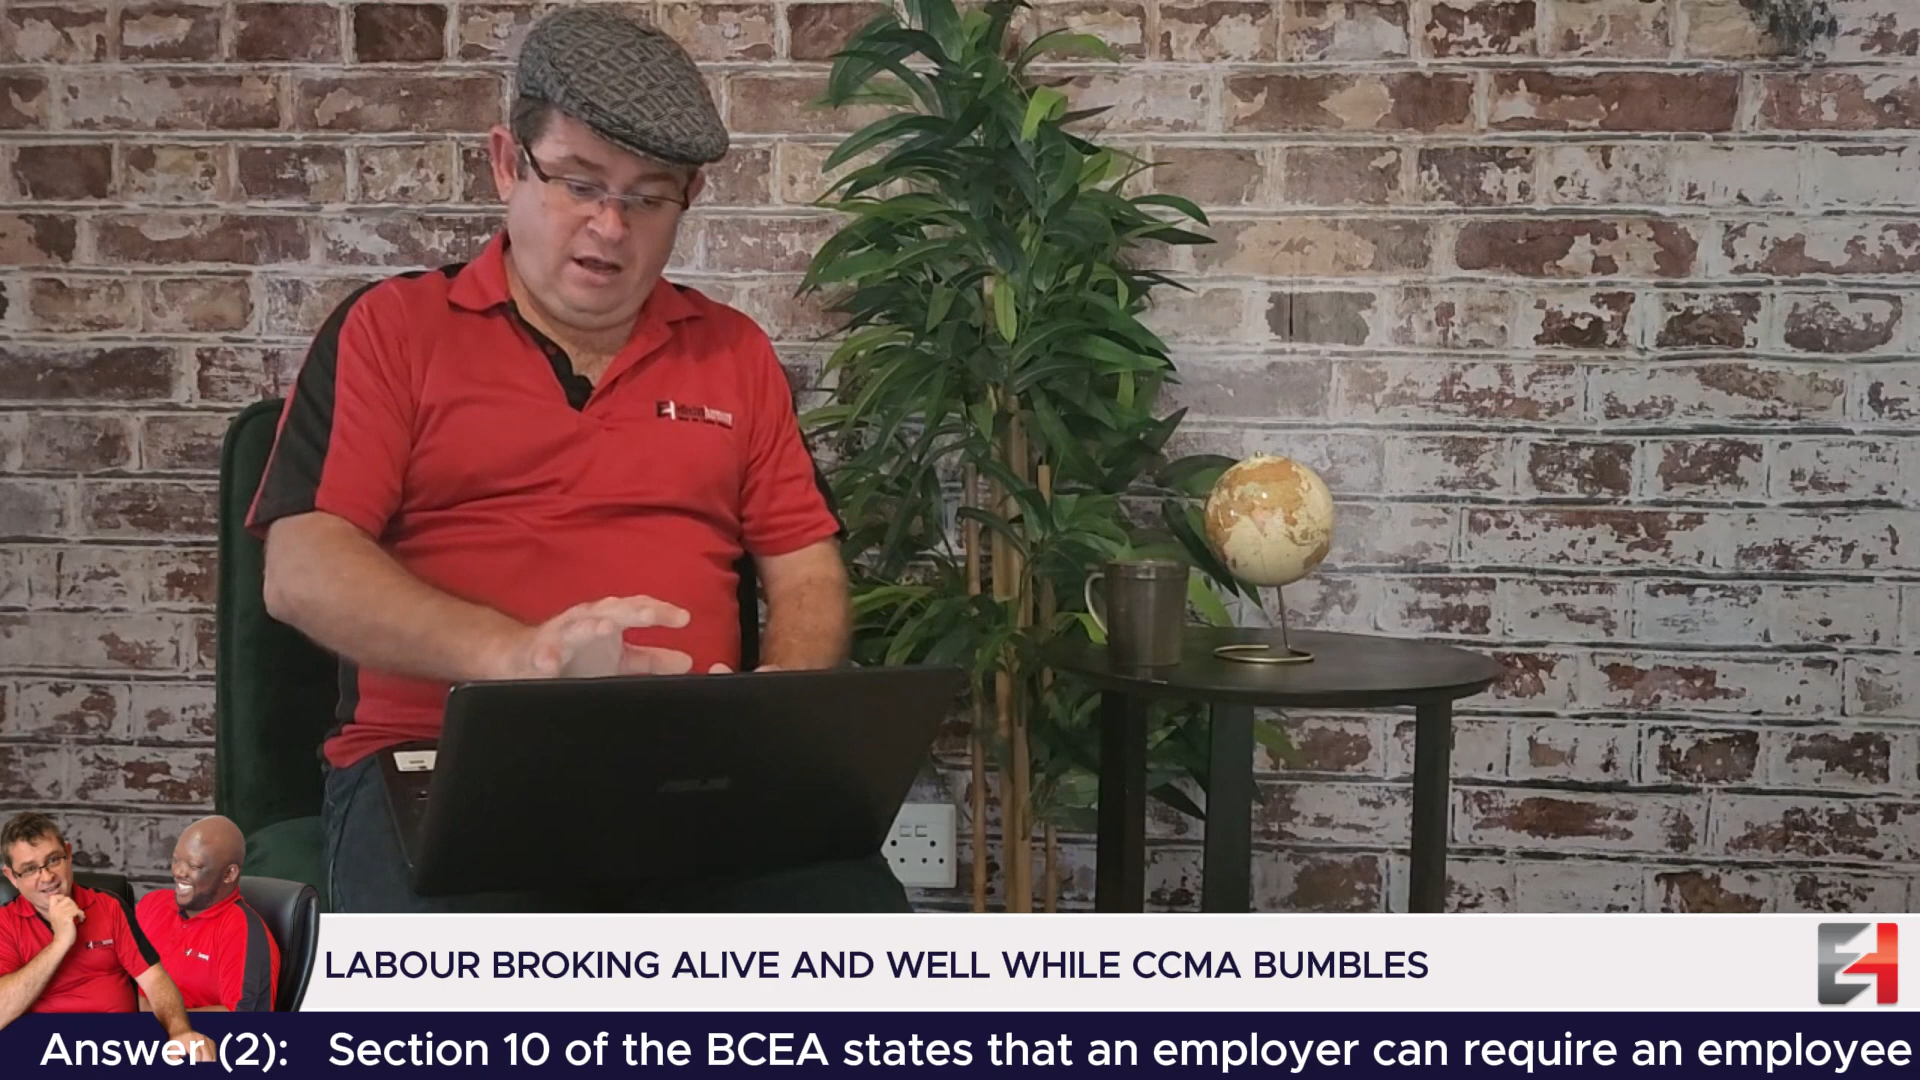 LABOUR BROKING ALIVE AND WELL WHILE CCMA BUMBLES
Answer (2): Section 10 of the BCEA states that an employer can require an employee